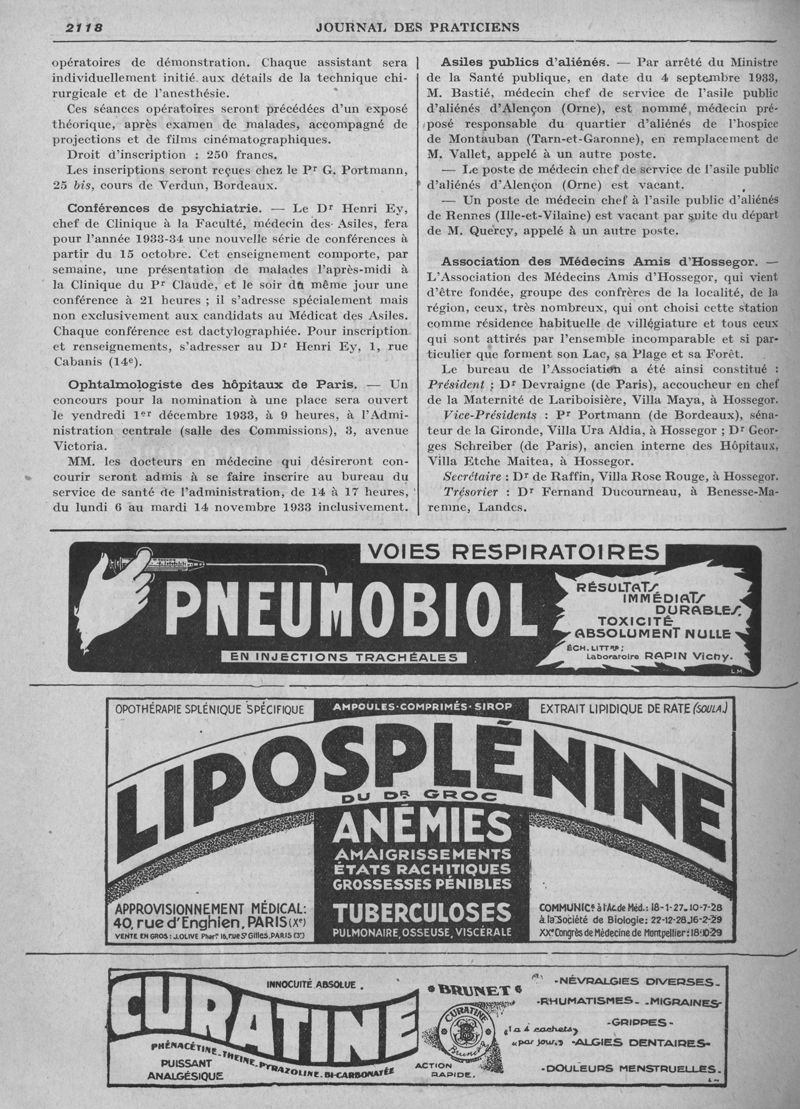 2118
JOURNAL DES PRATICIENS
opératoires de démonstration. Chaque assistant sera
individuellement initié aux détails de la technique chi-
rurgicale et de l'anesthésie.
Ces séances opératoires seront précédées d'un exposé
théorique, après examen de malades, accompagné de
projections et de films cinématographiques.
Droit d'inscription : 250 francs.
Les inscriptions seront reçues chez le Pr G. Portmann,
25 bis, cours de Verdun, Bordeaux.
Conférences de psychiatrie. — Le Dr Henri Ey,
chef de Clinique à la Faculté, médecin des Asiles, fera
pour l'année 1933-34 une nouvelle série de conférences à
partir du 15 octobre. Cet enseignement comporte, par
semaine, une présentation de malades l'après-midi à
la Clinique du Pr Claude, et le soir du même jour une
conférence à 21 heures ; il s'adresse spécialement mais
non exclusivement aux candidats au Médicat des Asiles.
Chaque conférence est dactylographiée. Pour inscription
et renseignements, s'adresser au Dr Henri Ey, 1, rue
Cabanis (14e).
Ophtalmologiste des hôpitaux de Paris. — Un
concours pour la nomination à une place sera ouvert
le vendredi 1er décembre 1933, à 9 heures, à l'Admi-
nistration centrale (salle des Commissions), 3, avenue
Victoria.
MM. les docteurs en médecine qui désireront con-
courir seront admis à se faire inscrire au bureau du
service de santé de l'administration, de 14 à 17 heures,
du lundi 6 au mardi 14 novembre 1933 inclusivement.
Asiles publics d'aliénés. — Par arrêté du Ministre
de la Santé publique, en date du 4 septembre 1933,
M. Bastié, médecin chef de service de l'asile public
d'aliénés d'Alençon (Orne), est nommé médecin pré-
posé responsable du quartier d'aliénés de l'hospice
de Montauban (Tarn-et-Garonne), en remplacement de
M. Vallet, appelé à un autre poste.
— Le poste de médecin chef de service de l'asile public
d'aliénés d'Alençon (Orne) est vacant.
— Un poste de médecin chef à l'asile public d'aliénés
de Rennes (Ille-et-Vilaine) est vacant par suite du départ
de M. Quercy, appelé à un autre poste.
Association des Médecins Amis d'Hossegor. —
L'Association des Médecins Amis d'Hossegor, qui vient
d'être fondée, groupe des confrères de la localité, de la
région, ceux, très nombreux, qui ont choisi cette station
comme résidence habituelle de villégiature et tous ceux
qui sont attirés par l'ensemble incomparable et si par-
ticulier que forment son Lac, sa Plage et sa Forêt.
Le bureau de l'Association a été ainsi constitué :
Président : Dr Devraigne (de Paris), accoucheur en chef
de la Maternité de Lariboisière, Villa Maya, à Hossegor.
Vice-Présidents : Pr Portmann (de Bordeaux), séna-
teur de la Gironde, Villa Ura Aldia, à Hossegor ; Dr Geor-
ges Schreiber (de Paris), ancien interne des Hôpitaux,
Villa Etche Maitea, à Hossegor.
Secrétaire : Dr de Raffin, Villa Rose Rouge, à Hossegor.
Trésorier : Dr Fernand Ducourneau, à Benesse-Ma-
remne, Landes.
VOIES RESPIRATOIRES
PNEUMOBIOL
EN INJECTIONS TRACHÉALES
RÉSULTATS
IMMÉDIATS
DURABLES,
TOXICITÉ
ABSOLUMENT NULLE
ÉCH. LITTre :
Laboratoire RAPIN Vichy.
L.M.
OPOTHÉRAPIE SPLÉNIQUE SPÉCIFIQUE
AMPOULES·COMPRIMÉS·SIROP
EXTRAIT LIPIDIQUE DE RATE (SOULA)
LIPOSPLÉNINE
DU DR GROC
ANÉMIES
AMAIGRISSEMENTS
ÉTATS RACHITIQUES
GROSSESSES PÉNIBLES
TUBERCULOSES
PULMONAIRE, OSSEUSE, VISCÉRALE
APPROVISIONNEMENT MÉDICAL:
40, rue d'Enghien, PARIS (Xe)
VENTE EN GROS : J.OLIVE Pharen 16, rue St Gilles, PARIS (3e)
COMMUNICs à l'Ac. de Méd. : 18-1-27_10-7-28
à la Société de Biologie: 22-12-28_16-2-29
XXe Congrès de Médecine de Montpellier: 18-10-29
INNOCUITÉ ABSOLUE.
CURATINE
PHÉNACÉTINE-THEINE-PYRAZOLINE-BI-CARBONATÉE
PUISSANT
ANALGÉSIQUE
"BRUNET"
CURATINE
B
Brunet
ACTION
RAPIDE.
"1 a 4 cachets
"par jour"
-NÉVRALGIES DIVERSES-
-RHUMATISMES- -MIGRAINES-
-GRIPPES-
-ALGIES DENTAIRES-
-DOULEURS MENSTRUELLES.